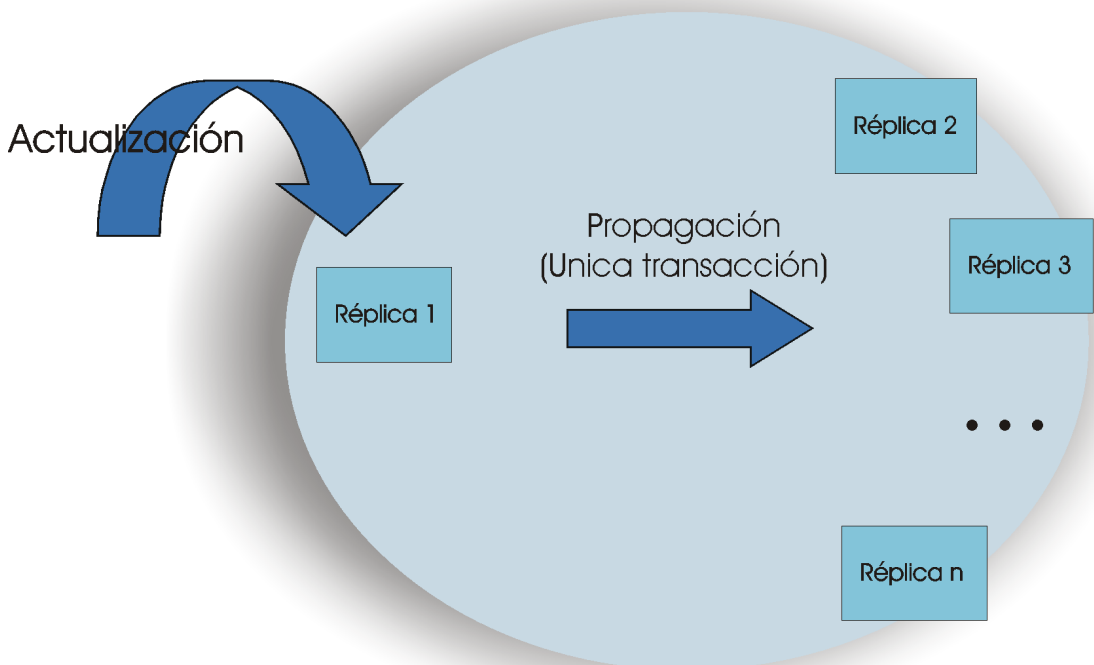 Actualización
Réplica 2
Propagación
(Unica transacción)
Réplica 3
Réplica 1
• • •
Réplica n